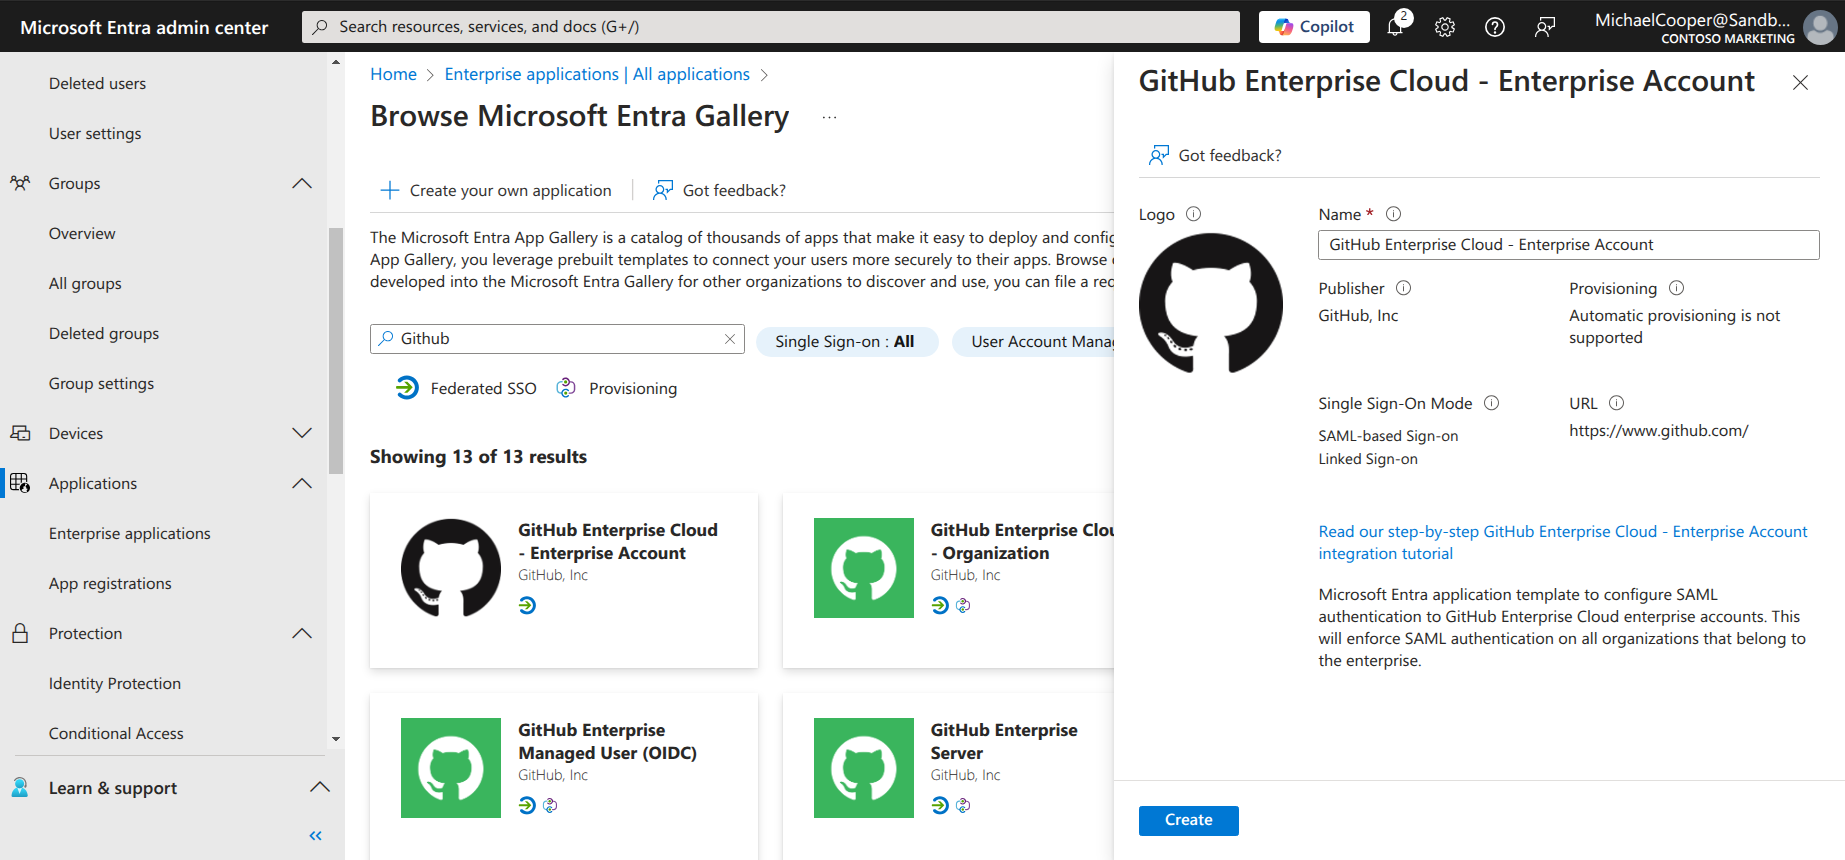 Microsoft Entra admin center
Search resources, services, and docs (G+/)
Copilot
2
MichaelCooper@Sandb...
CONTOSO MARKETING
Deleted users
User settings
Groups
Overview
All groups
Deleted groups
Group settings
Devices
Applications
Enterprise applications
App registrations
Protection
Identity Protection
Conditional Access
Learn & support
Home
Enterprise applications | All applications
Browse Microsoft Entra Gallery
...
Create your own application
Got feedback?
The Microsoft Entra App Gallery is a catalog of thousands of apps that make it easy to deploy and config
App Gallery, you leverage prebuilt templates to connect your users more securely to their apps. Browse
developed into the Microsoft Entra Gallery for other organizations to discover and use, you can file a req
Github
Single Sign-on : All
User Account Manag
Federated SSO
Provisioning
Showing 13 of 13 results
GitHub Enterprise Cloud
- Enterprise Account
GitHub, Inc
GitHub Enterprise Clou
- Organization
GitHub, Inc
GitHub Enterprise
Managed User (OIDC)
GitHub, Inc
GitHub Enterprise
Server
GitHub, Inc
GitHub Enterprise Cloud - Enterprise Account
Got feedback?
Logo
Name *
GitHub Enterprise Cloud - Enterprise Account
Publisher
GitHub, Inc
Provisioning
Automatic provisioning is not
supported
Single Sign-On Mode
SAML-based Sign-on
Linked Sign-on
URL
https://www.github.com/
Read our step-by-step GitHub Enterprise Cloud - Enterprise Account
integration tutorial
Microsoft Entra application template to configure SAML
authentication to GitHub Enterprise Cloud enterprise accounts. This
will enforce SAML authentication on all organizations that belong to
the enterprise.
Create